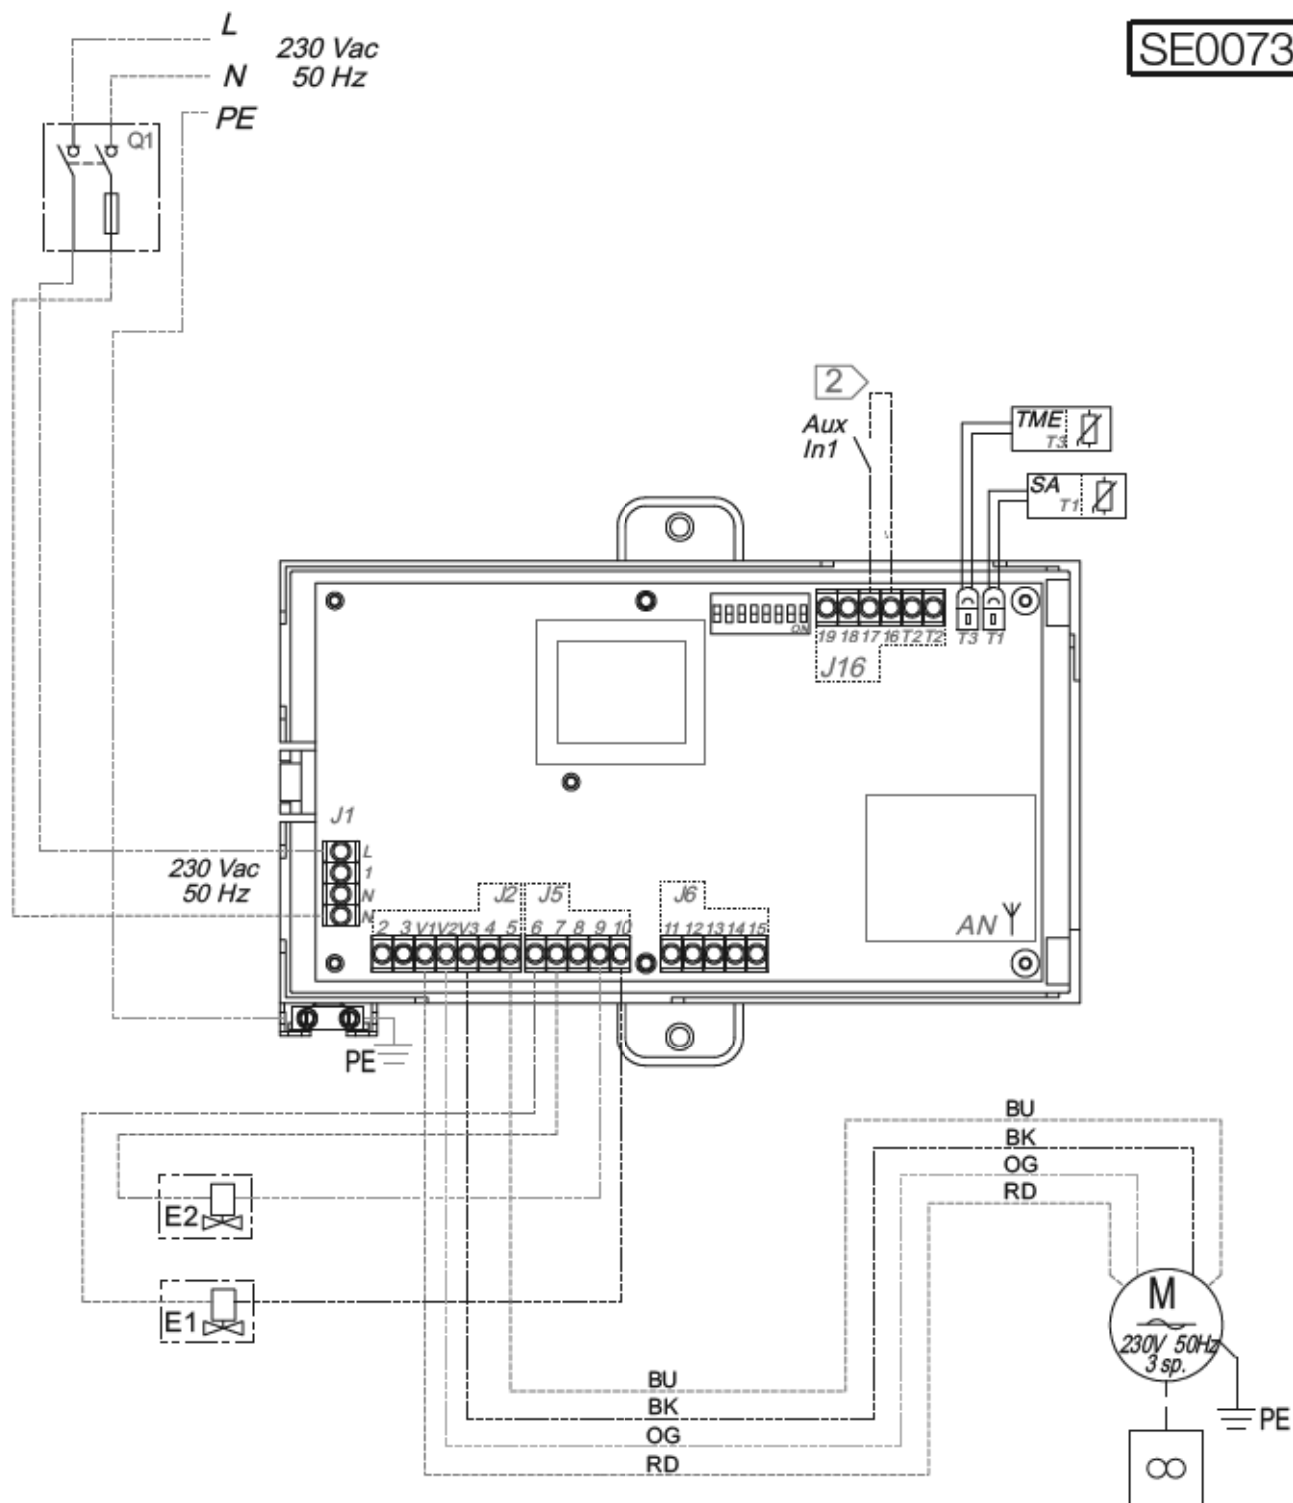 L
230 Vac
50 Hz
N
PE
SE0073
Q1
2
Aux
In1
TME
T3
SA
T1
ON
19 18 17 16 T2 T2
T3 T1
J16
J1
L
1
N
N
230 Vac
50 Hz
J2 J5 J6
2 3 V1 V2 V3 4 5 6 7 8 9 10
11 12 13 14 15
AN
PE
BU
BK
OG
RD
E2
E1
M
230V 50Hz
3 sp.
PE
BU
BK
OG
RD